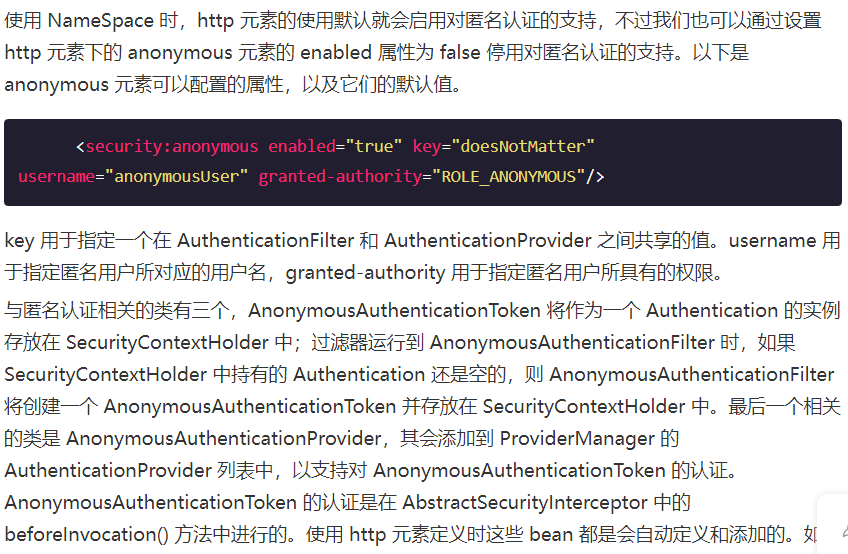 使用 NameSpace 时，http 元素的使用默认就会启用对匿名认证的支持，不过我们也可以通过设置
http 元素下的 anonymous 元素的 enabled 属性为 false 停用对匿名认证的支持。以下是
anonymous 元素可以配置的属性，以及它们的默认值。
<security:anonymous enabled="true" key="doesNotMatter"
username="anonymousUser" granted-authority="ROLE_ANONYMOUS"/>
key 用于指定一个在 AuthenticationFilter 和 AuthenticationProvider 之间共享的值。username 用
于指定匿名用户所对应的用户名，granted-authority 用于指定匿名用户所具有的权限。
与匿名认证相关的类有三个，AnonymousAuthenticationToken 将作为一个 Authentication 的实例
存放在 SecurityContextHolder 中；过滤器运行到 AnonymousAuthenticationFilter 时，如果
SecurityContextHolder 中持有的 Authentication 还是空的，则 AnonymousAuthenticationFilter
将创建一个 AnonymousAuthenticationToken 并存放在 SecurityContextHolder 中。最后一个相关
的类是 AnonymousAuthenticationProvider，其会添加到 ProviderManager 的
AuthenticationProvider 列表中，以支持对 AnonymousAuthenticationToken 的认证。
AnonymousAuthenticationToken 的认证是在 AbstractSecurityInterceptor 中的
beforeInvocation() 方法中进行的。使用 http 元素定义时这些 bean 都是会自动定义和添加的。如